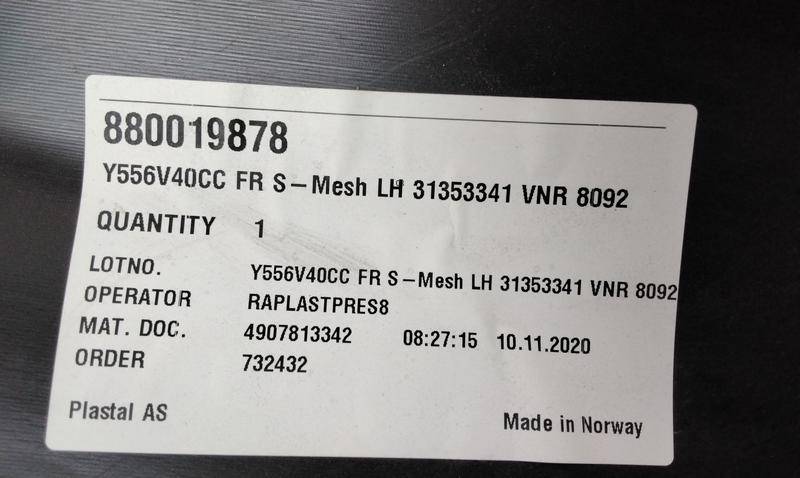 880019878
Y556V40CC FR S-Mesh LH 31353341 VNR 8092
QUANTITY 1
LOTNO. Y556V40CC FR S-Mesh LH 31353341 VNR 8092
OPERATOR RAPLASTPRES8
MAT. DOC. 4907813342 08:27:15 10.11.2020
ORDER 732432
Plastal AS Made in Norway